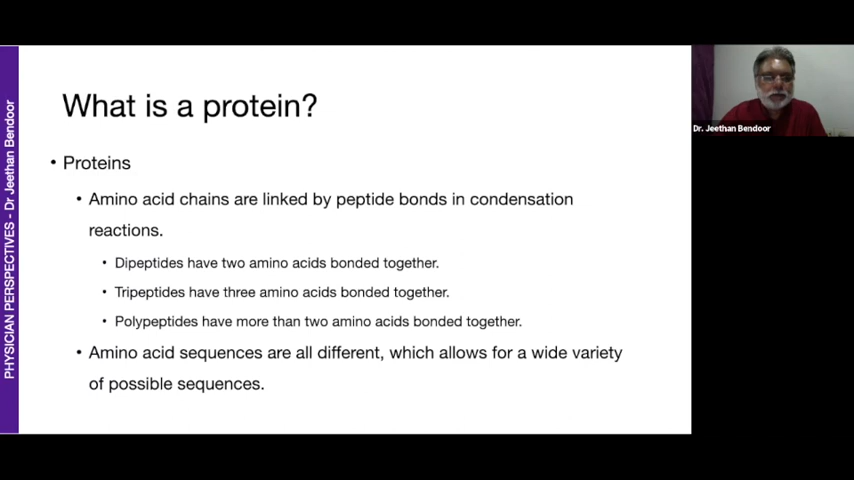 PHYSICIAN PERSPECTIVES - Dr Jeethan Bendoor
What is a protein?
• Proteins
• Amino acid chains are linked by peptide bonds in condensation
reactions.
• Dipeptides have two amino acids bonded together.
• Tripeptides have three amino acids bonded together.
• Polypeptides have more than two amino acids bonded together.
• Amino acid sequences are all different, which allows for a wide variety
of possible sequences.
Dr. Jeethan Bendoor